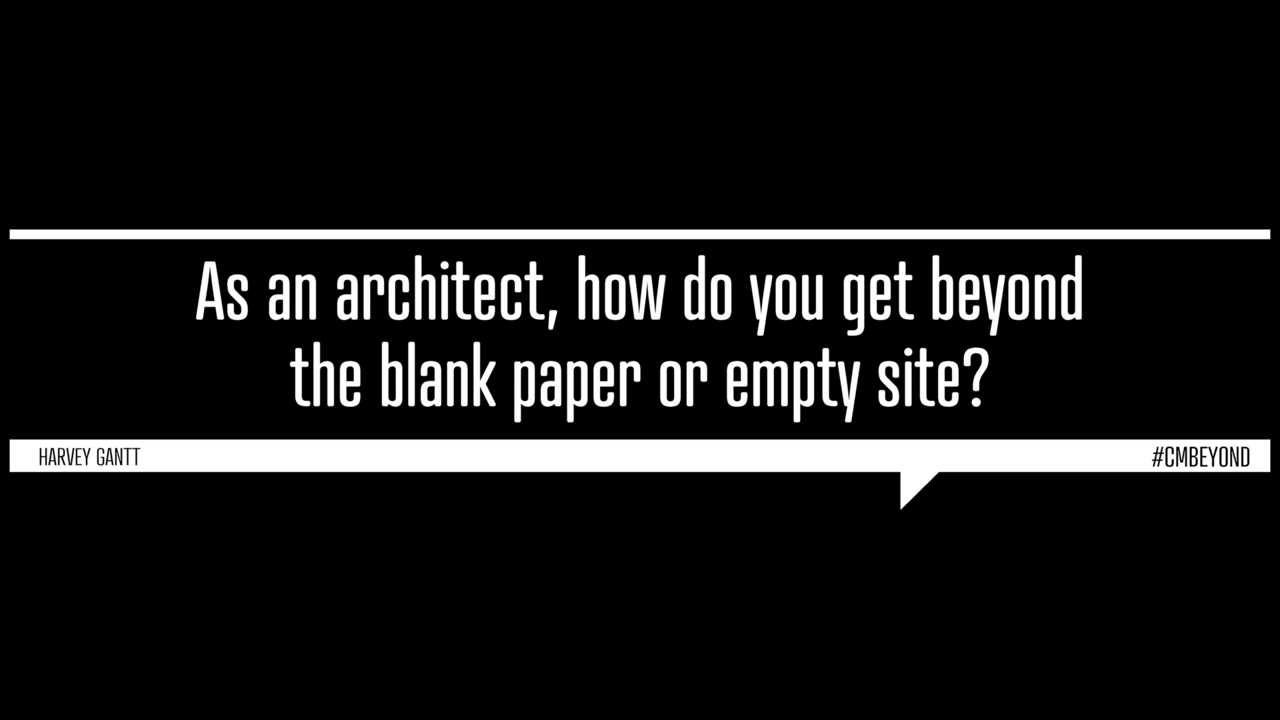 As an architect, how do you get beyond
the blank paper or empty site?
HARVEY GANTT
#CMBEYOND